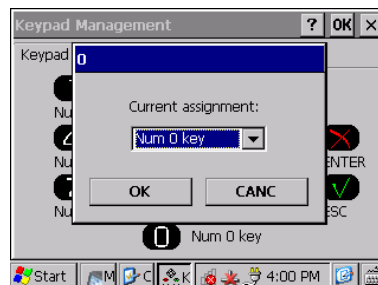 Keypad Management ? OK ×
Keypad
0
Current assignment:
Num 0 key
Nu
Nu ENTER
OK CANC
Nu ESC
0 Num 0 key
Start M C K 4:00 PM